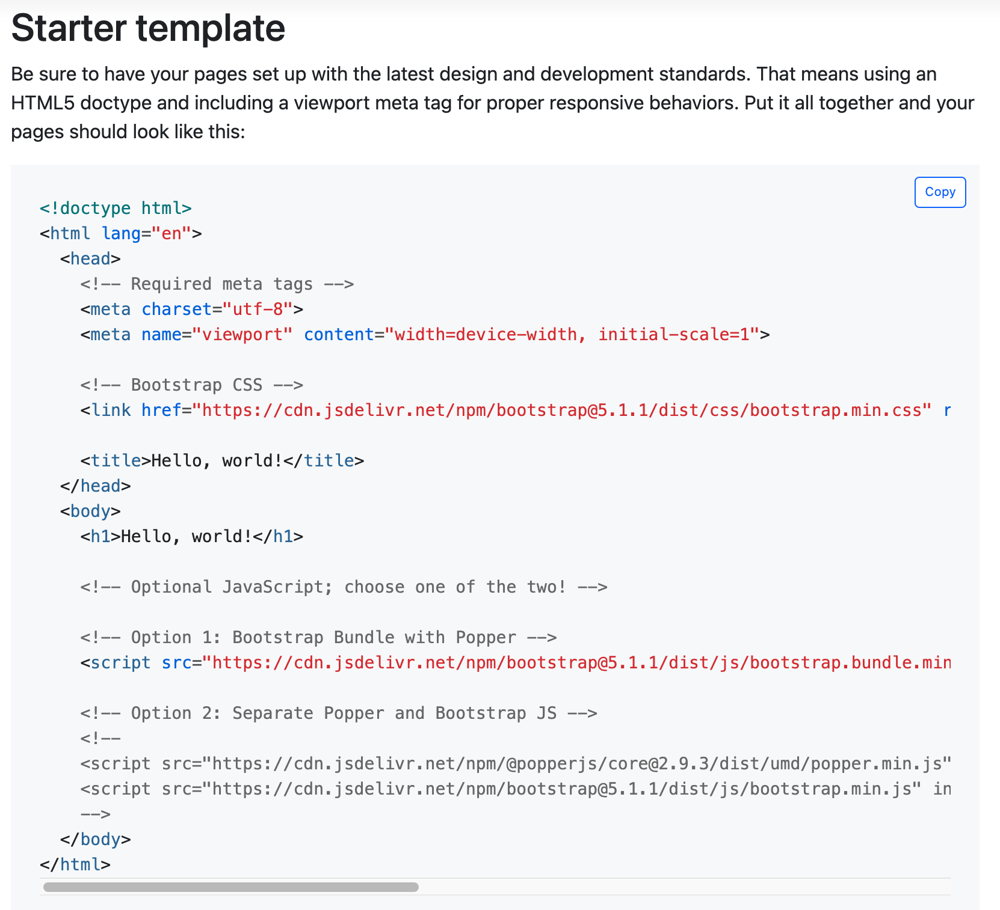 Starter template
Be sure to have your pages set up with the latest design and development standards. That means using an
HTML5 doctype and including a viewport meta tag for proper responsive behaviors. Put it all together and your
pages should look like this:
Copy
<!doctype html>
<html lang="en">
  <head>
    <!-- Required meta tags -->
    <meta charset="utf-8">
    <meta name="viewport" content="width=device-width, initial-scale=1">

    <!-- Bootstrap CSS -->
    <link href="https://cdn.jsdelivr.net/npm/bootstrap@5.1.1/dist/css/bootstrap.min.css" r

    <title>Hello, world!</title>
  </head>
  <body>
    <h1>Hello, world!</h1>

    <!-- Optional JavaScript; choose one of the two! -->

    <!-- Option 1: Bootstrap Bundle with Popper -->
    <script src="https://cdn.jsdelivr.net/npm/bootstrap@5.1.1/dist/js/bootstrap.bundle.min

    <!-- Option 2: Separate Popper and Bootstrap JS -->
    <!--
    <script src="https://cdn.jsdelivr.net/npm/@popperjs/core@2.9.3/dist/umd/popper.min.js"
    <script src="https://cdn.jsdelivr.net/npm/bootstrap@5.1.1/dist/js/bootstrap.min.js" in
    -->
  </body>
</html>